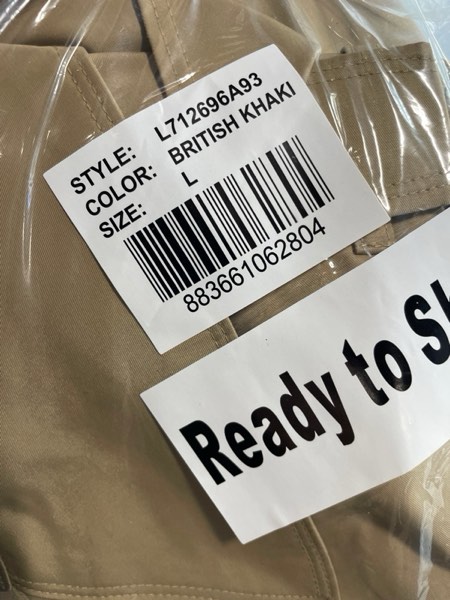 STYLE: L712696A93
COLOR: BRITISH KHAKI
SIZE: L
883661062804
Ready to